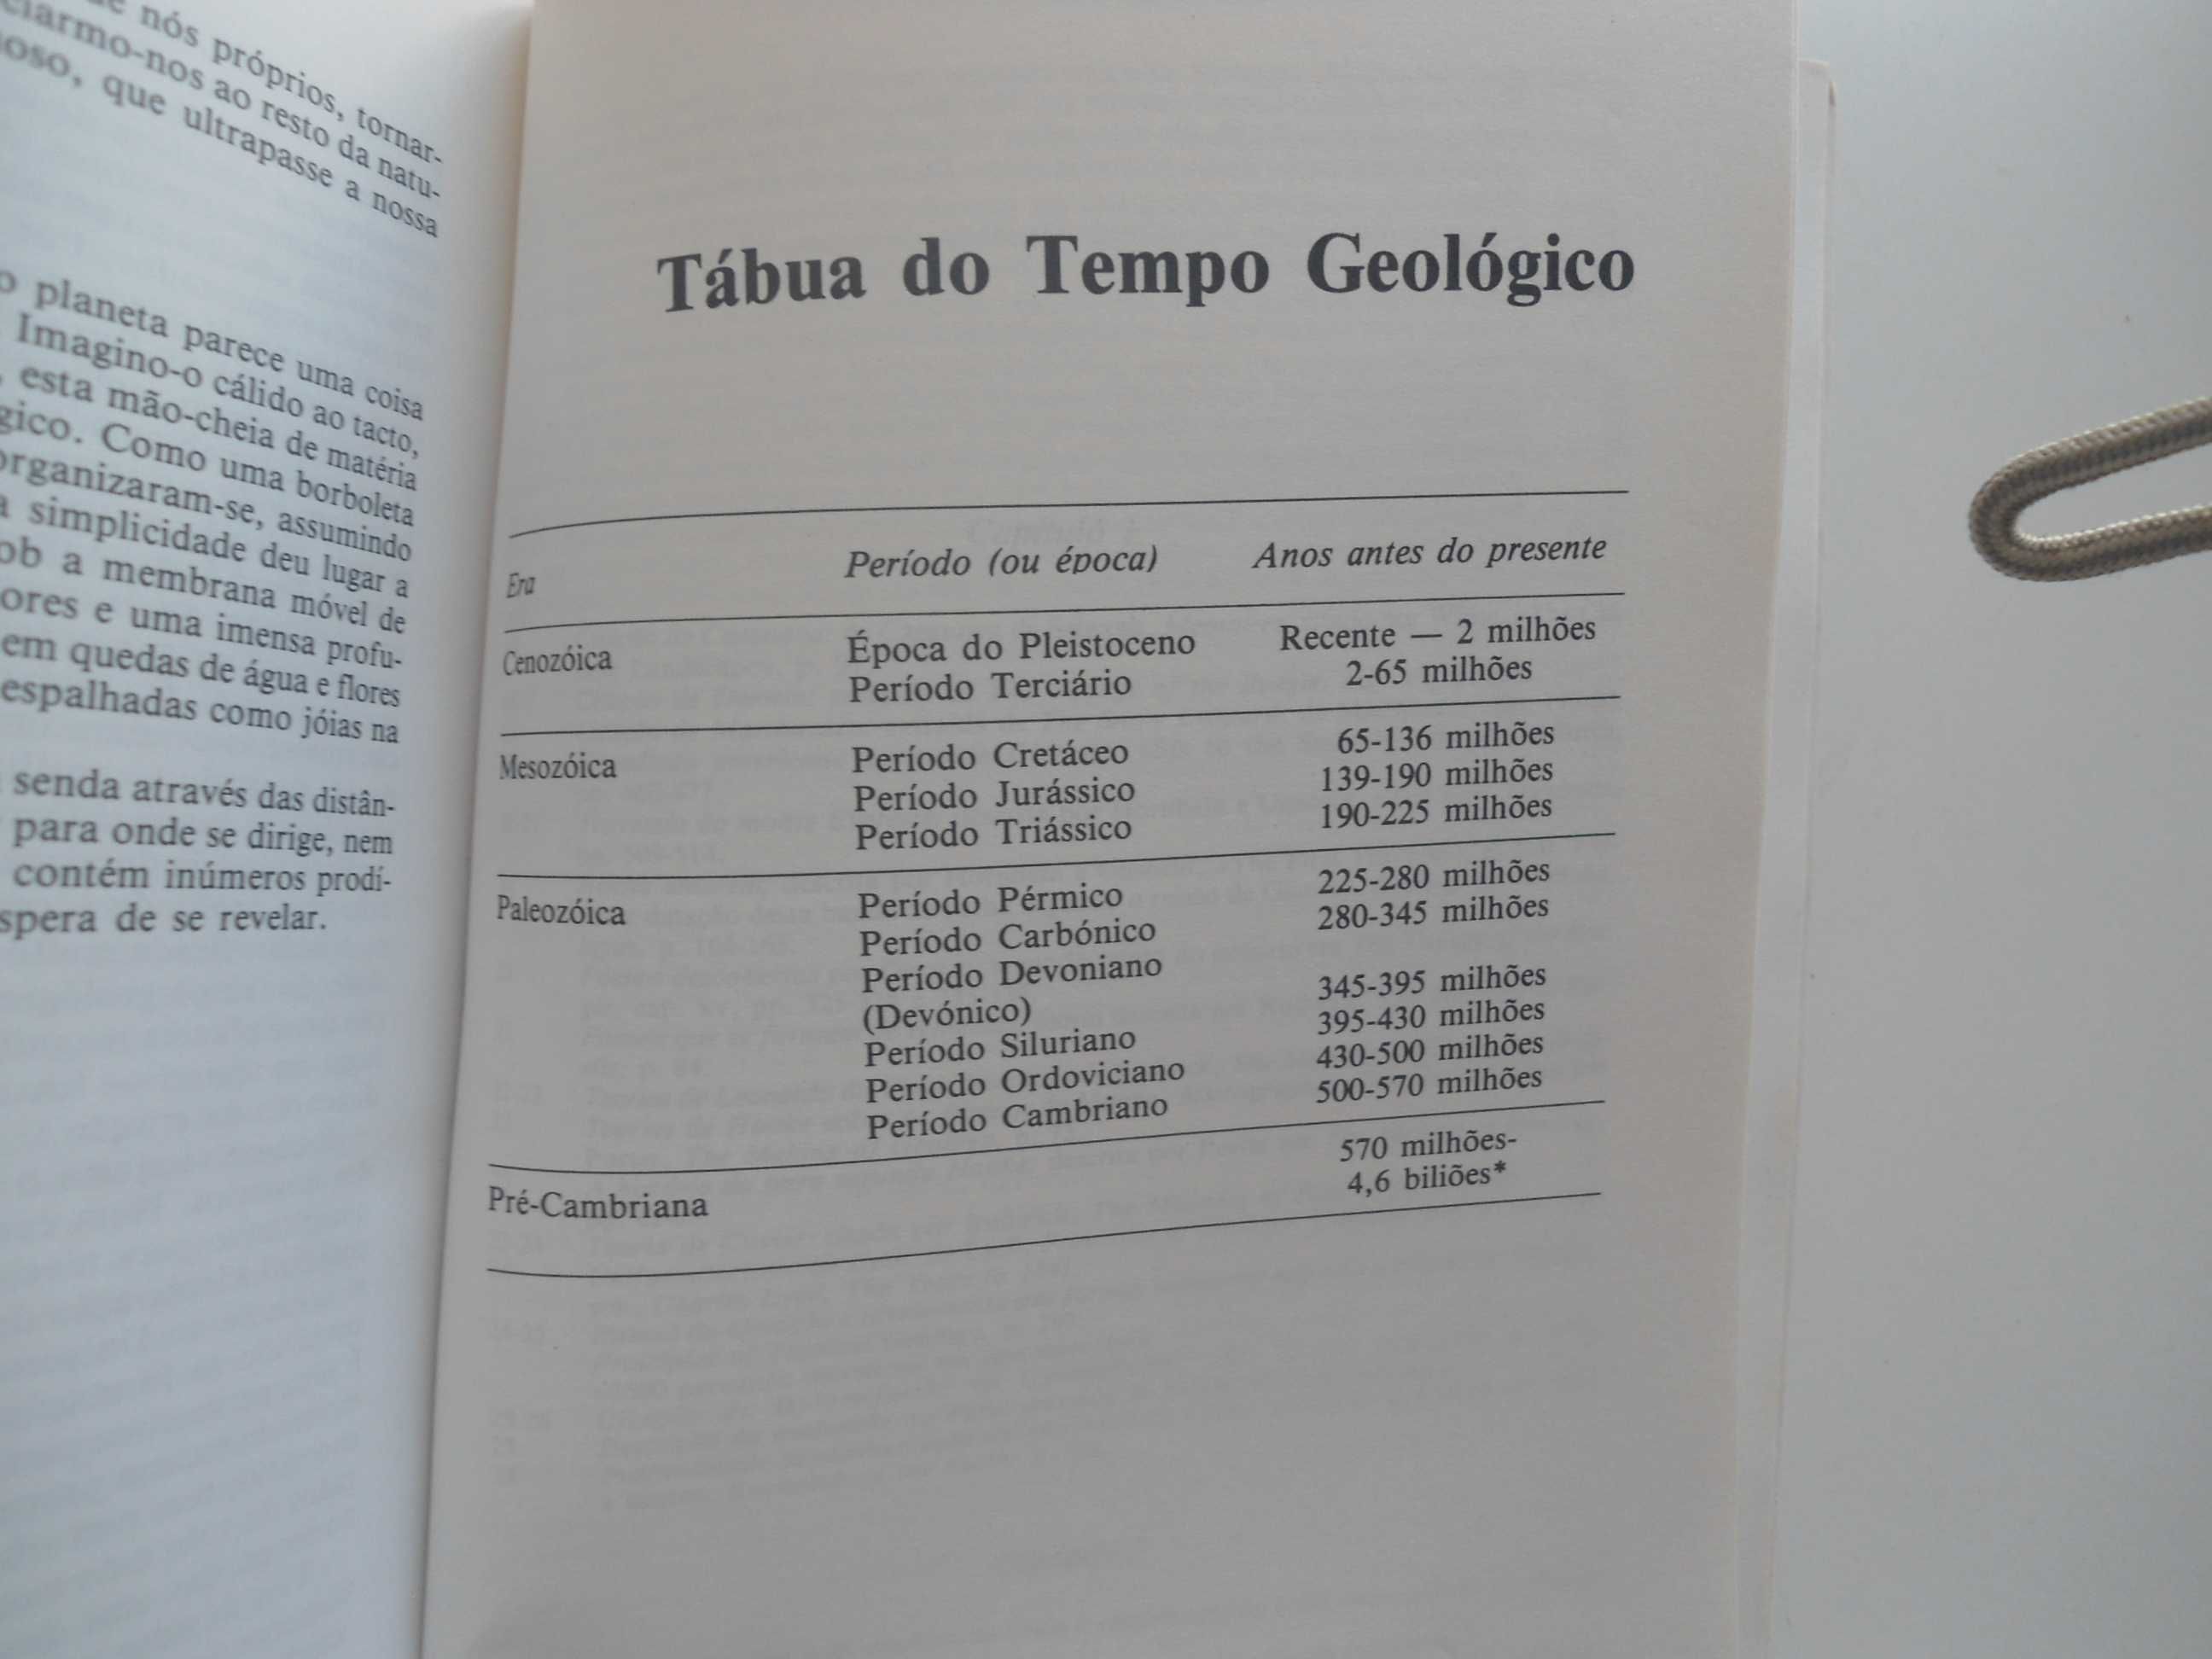 nós próprios, tornar-
ciarmo-nos ao resto da natu-
oso, que ultrapasse a nossa
o planeta parece uma coisa
Imagino-o cálido ao tacto,
, esta mão-cheia de matéria
gico. Como uma borboleta
organizaram-se, assumindo
a simplicidade deu lugar a
ob a membrana móvel de
ores e uma imensa profu-
em quedas de água e flores
espalhadas como jóias na
senda através das distân-
para onde se dirige, nem
contém inúmeros prodí-
spera de se revelar.
Tábua do Tempo Geológico
Era Período (ou época) Anos antes do presente
Cenozóica Época do Pleistoceno Recente — 2 milhões
Período Terciário 2-65 milhões
Mesozóica Período Cretáceo 65-136 milhões
Período Jurássico 139-190 milhões
Período Triássico 190-225 milhões
Paleozóica Período Pérmico 225-280 milhões
Período Carbónico 280-345 milhões
Período Devoniano
(Devónico) 345-395 milhões
Período Siluriano 395-430 milhões
Período Ordoviciano 430-500 milhões
Período Cambriano 500-570 milhões
Pré-Cambriana 570 milhões-
4,6 biliões*